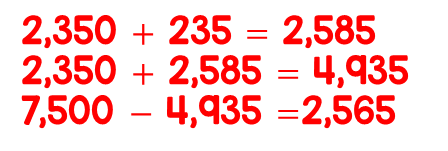 2,350 + 235 = 2,585
2,350 + 2,585 = 4,935
7,500 − 4,935 =2,565